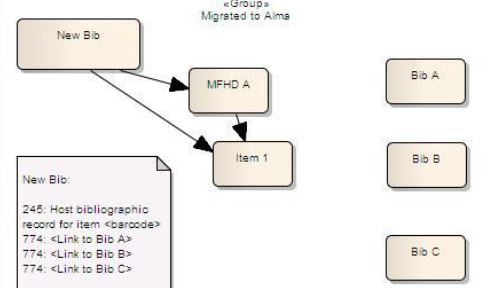 «Group»
Migrated to Alma
New Bib
MFHD A
Bib A
Item 1
Bib B
New Bib:
245: Host bibliographic
record for item <barcode>
774: <Link to Bib A>
774: <Link to Bib B>
774: <Link to Bib C>
Bib C